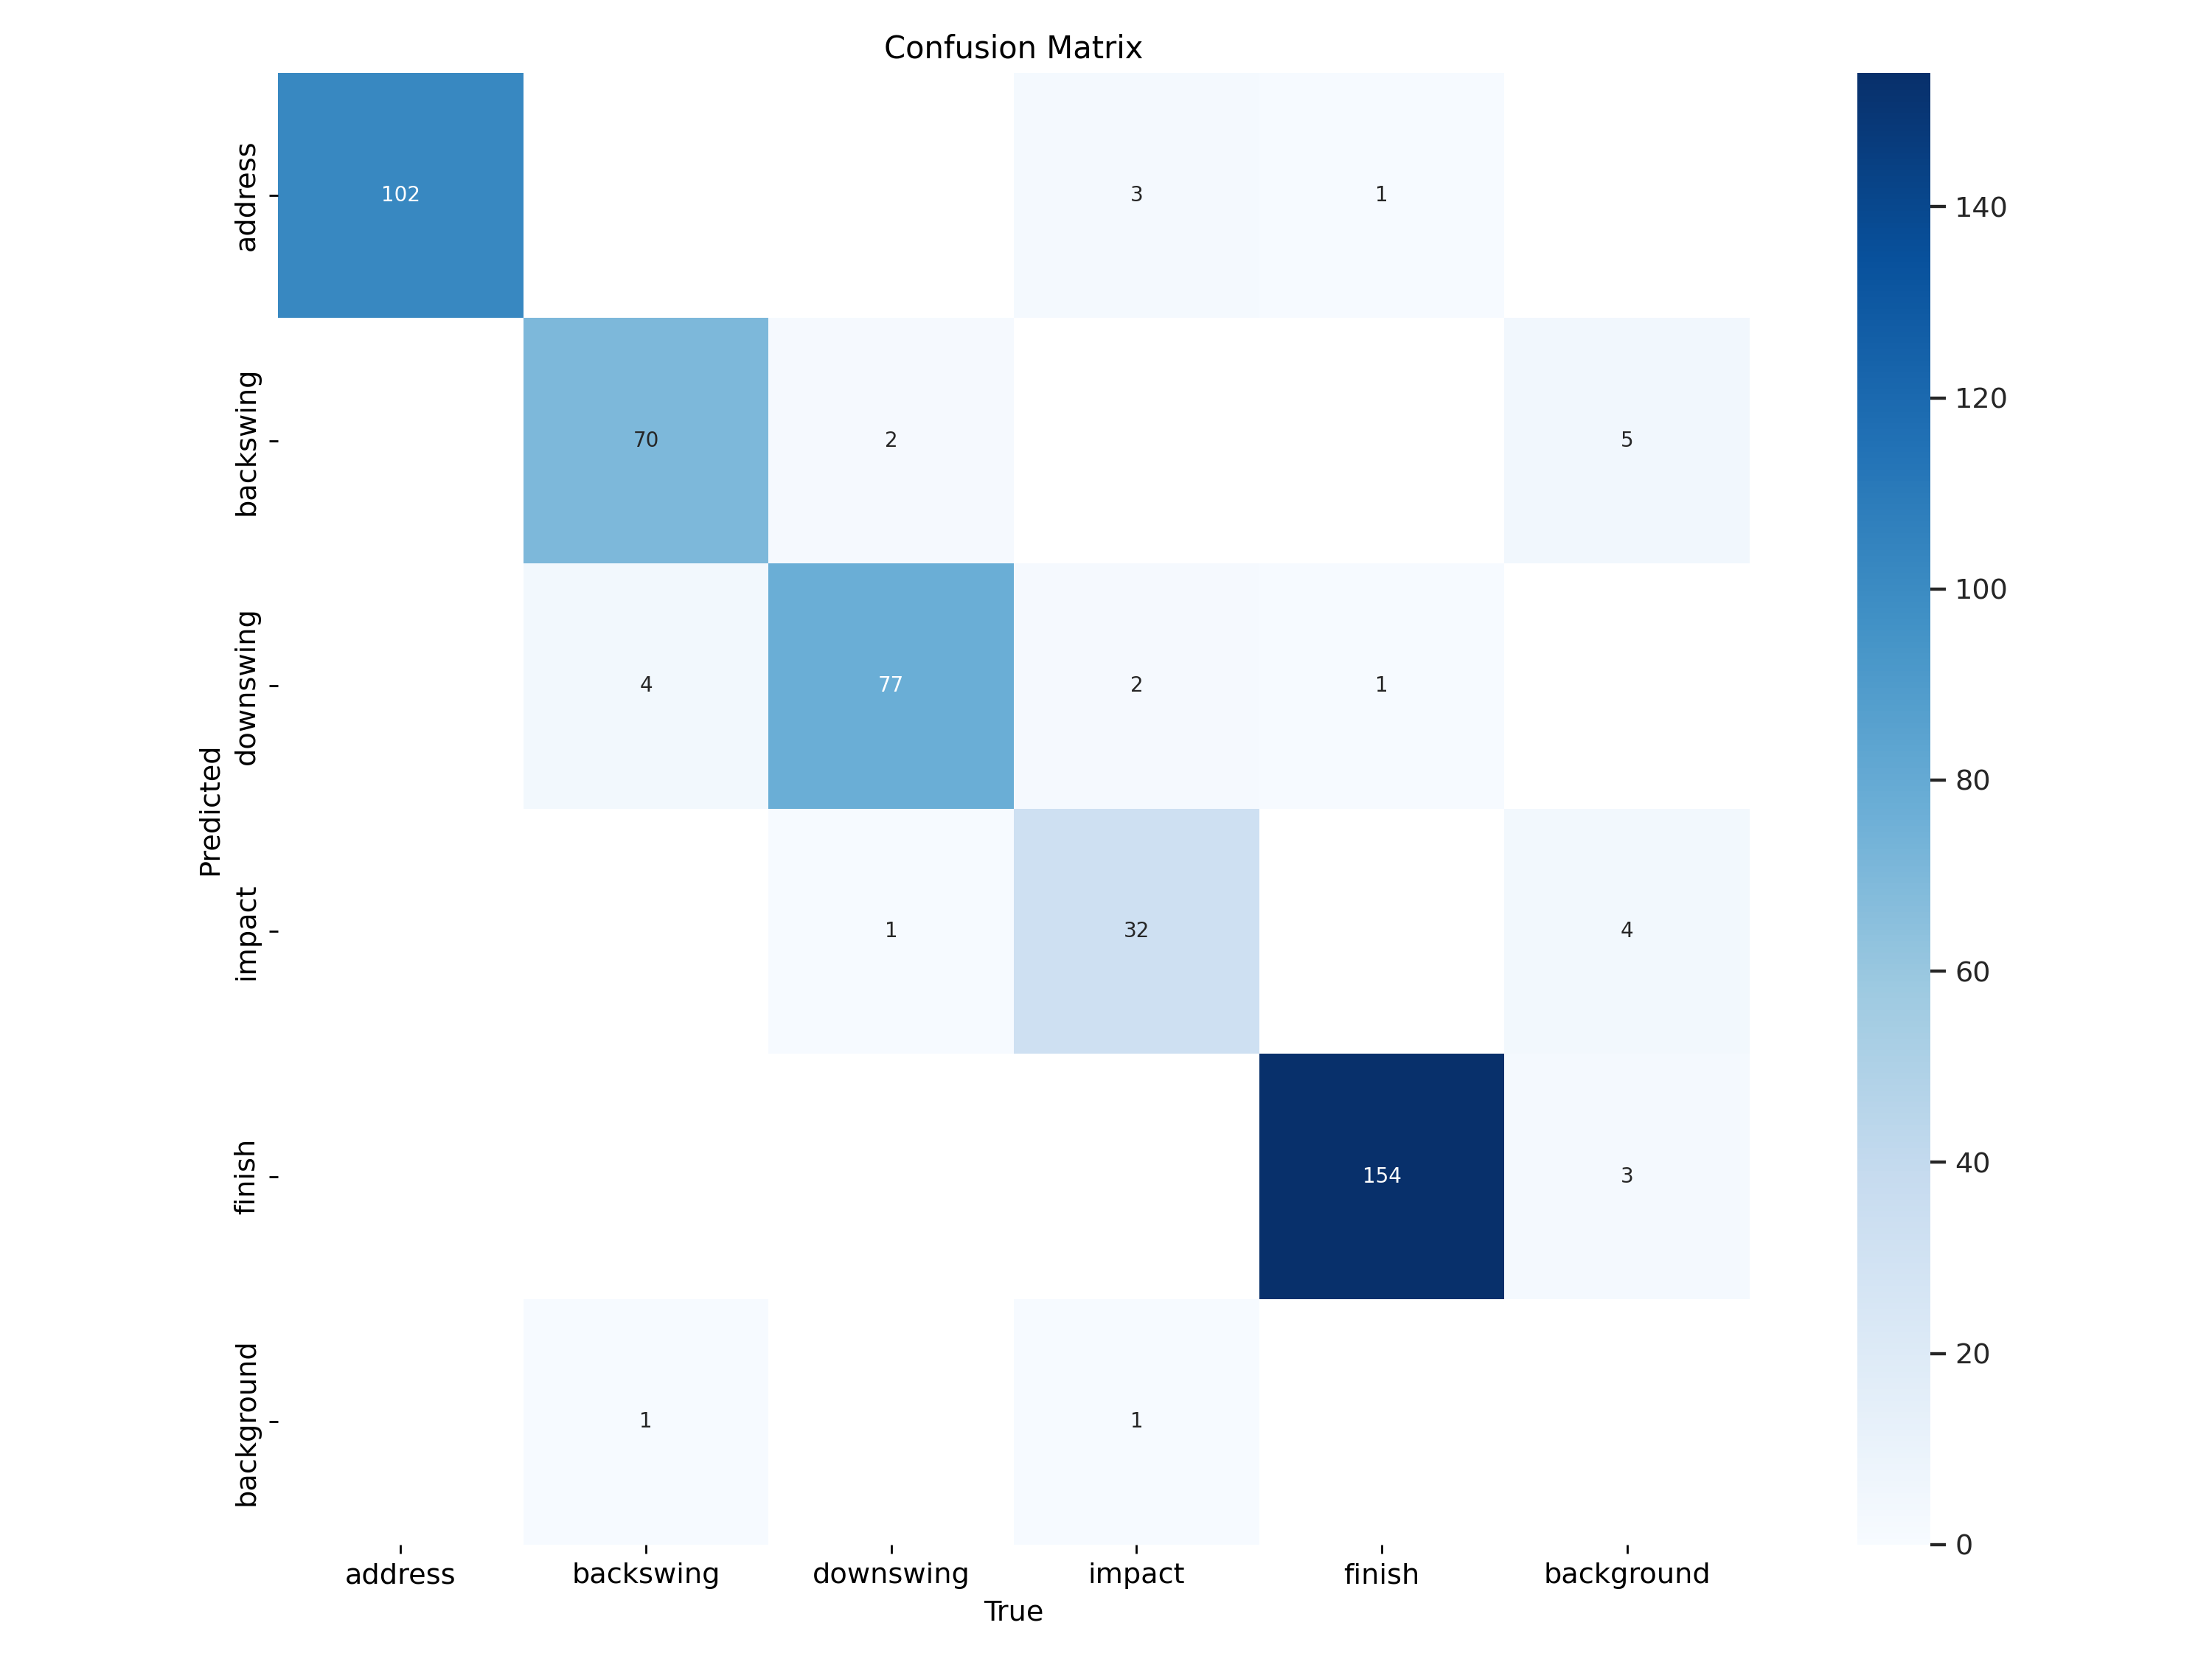 Confusion Matrix
address
102
3
1
140
120
backswing
70
2
5
100
Predicted
downswing
4
77
2
1
80
impact
1
32
4
60
finish
154
3
40
20
background
1
1
0
address
backswing
downswing
impact
finish
background
True